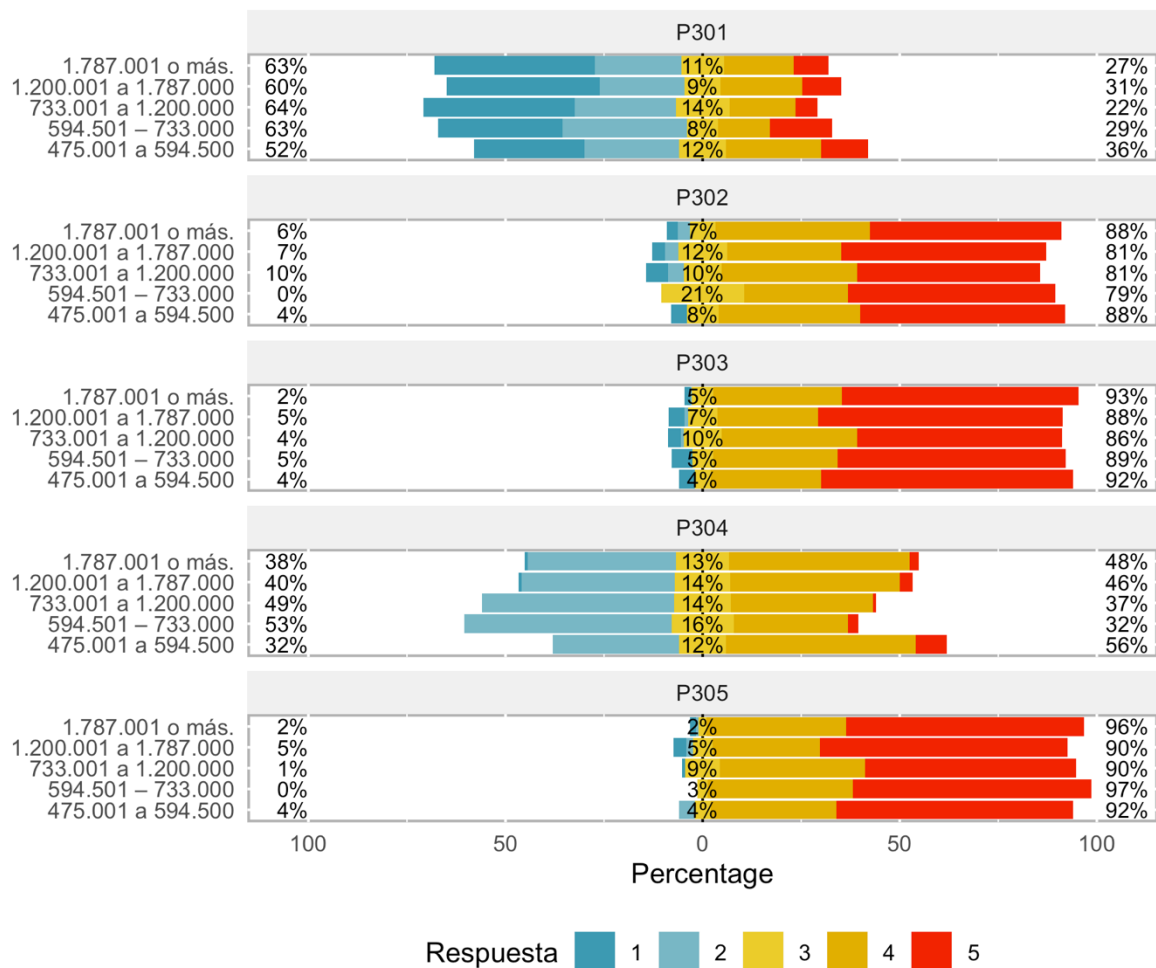 P301
1.787.001 o más. 63% 11% 27%
1.200.001 a 1.787.000 60% 9% 31%
733.001 a 1.200.000 64% 14% 22%
594.501 – 733.000 63% 8% 29%
475.001 a 594.500 52% 12% 36%
P302
1.787.001 o más. 6% 7% 88%
1.200.001 a 1.787.000 7% 12% 81%
733.001 a 1.200.000 10% 10% 81%
594.501 – 733.000 0% 21% 79%
475.001 a 594.500 4% 8% 88%
P303
1.787.001 o más. 2% 5% 93%
1.200.001 a 1.787.000 5% 7% 88%
733.001 a 1.200.000 4% 10% 86%
594.501 – 733.000 5% 5% 89%
475.001 a 594.500 4% 4% 92%
P304
1.787.001 o más. 38% 13% 48%
1.200.001 a 1.787.000 40% 14% 46%
733.001 a 1.200.000 49% 14% 37%
594.501 – 733.000 53% 16% 32%
475.001 a 594.500 32% 12% 56%
P305
1.787.001 o más. 2% 2% 96%
1.200.001 a 1.787.000 5% 5% 90%
733.001 a 1.200.000 1% 9% 90%
594.501 – 733.000 0% 3% 97%
475.001 a 594.500 4% 4% 92%
100 50 0 50 100
Percentage
Respuesta 1 2 3 4 5